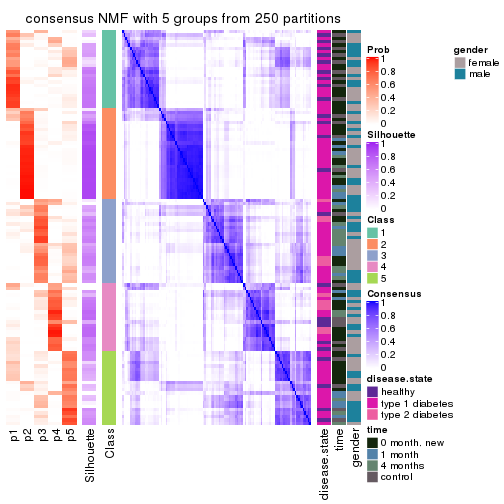 consensus NMF with 5 groups from 250 partitions
Prob
1
0.8
0.6
0.4
0.2
0
gender
female
male
Silhouette
1
0.8
0.6
0.4
0.2
0
Class
1
2
3
4
5
Consensus
1
0.8
0.6
0.4
0.2
0
disease.state
healthy
type 1 diabetes
type 2 diabetes
time
0 month. new
1 month
4 months
control
p1
p2
p3
p4
p5
Silhouette
Class
disease.state
time
gender